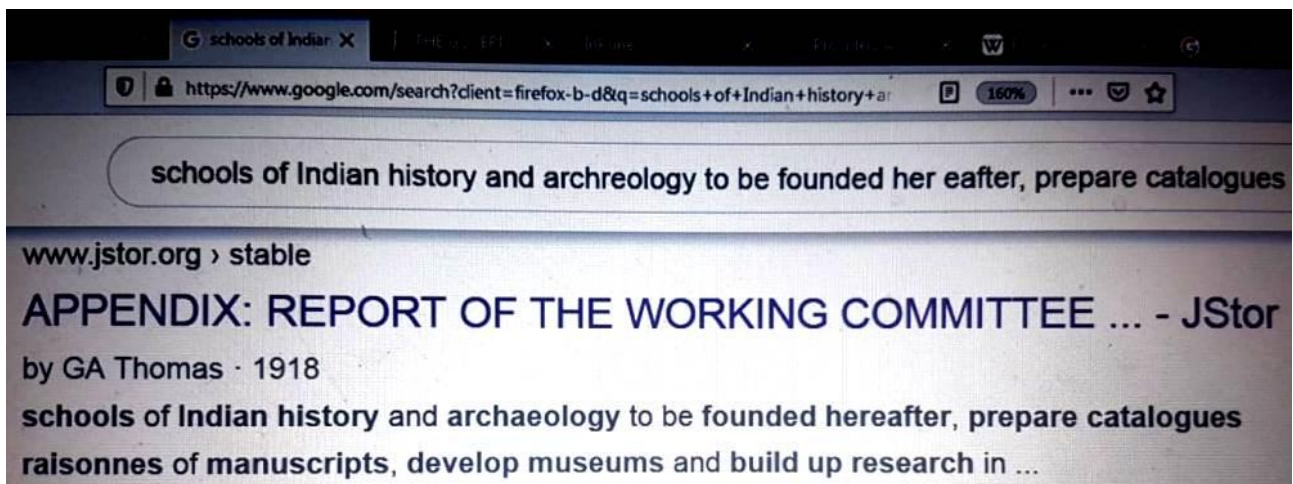 G schools of Indian X
W G
https://www.google.com/search?client=firefox-b-d&q=schools+of+Indian+history+ar 160%
schools of Indian history and archreology to be founded her eafter, prepare catalogues
www.jstor.org › stable
APPENDIX: REPORT OF THE WORKING COMMITTEE ... - JStor
by GA Thomas · 1918
schools of Indian history and archaeology to be founded hereafter, prepare catalogues
raisonnes of manuscripts, develop museums and build up research in ...